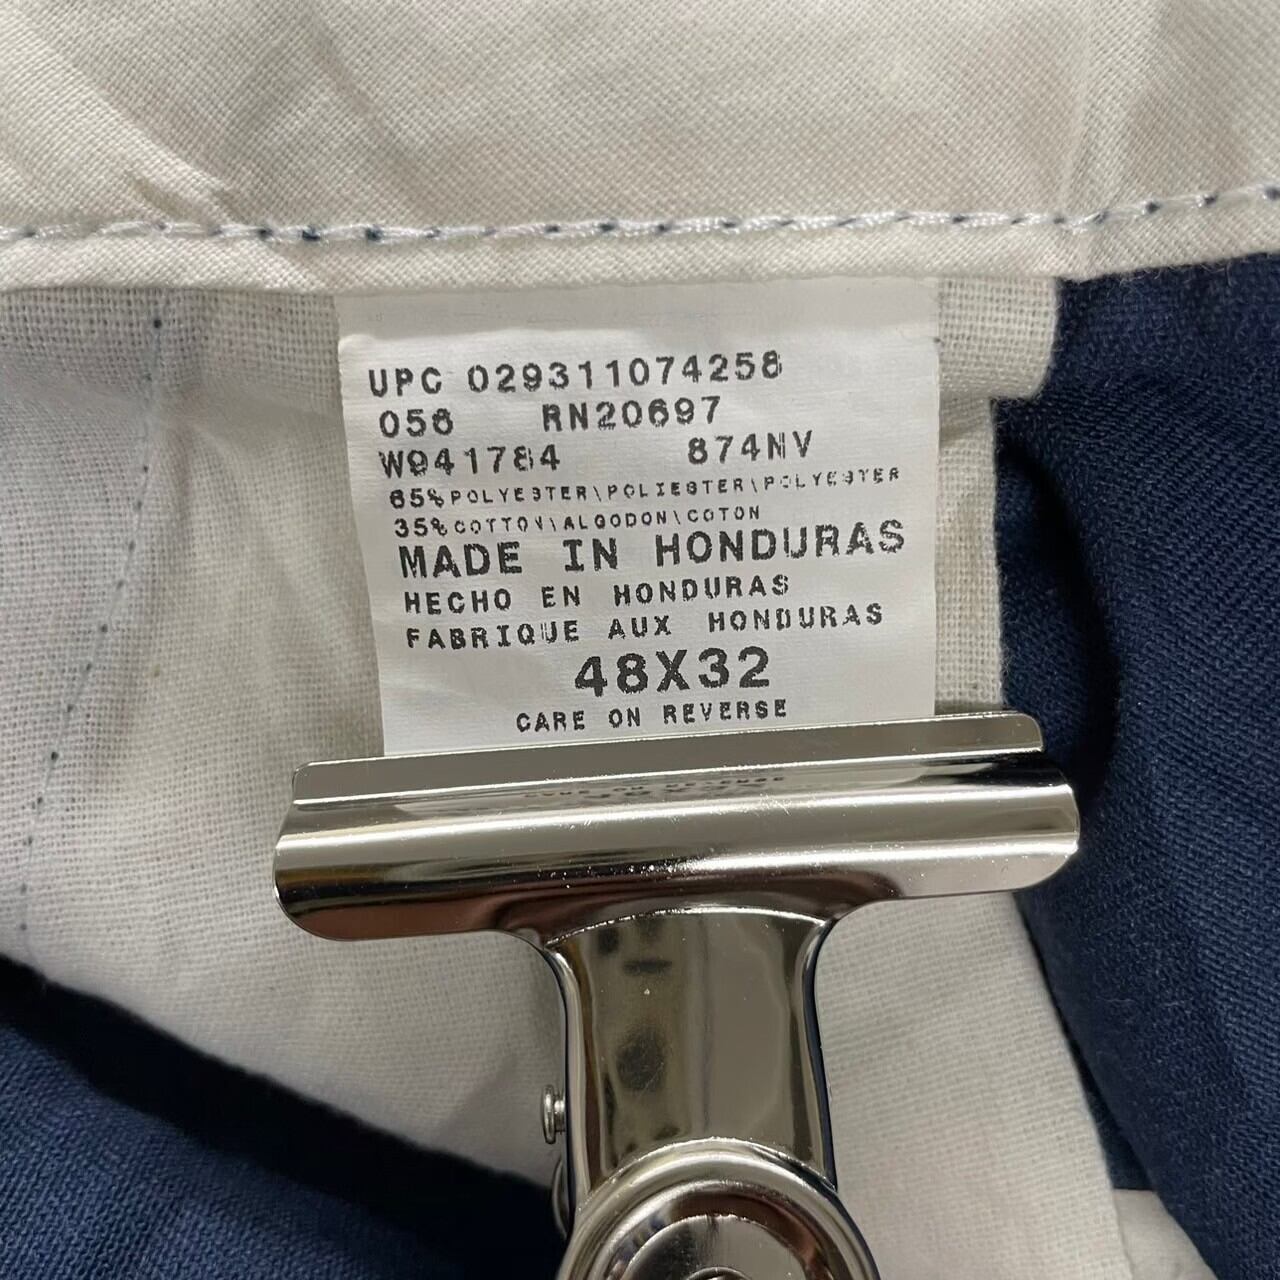 UPC 029311074258
056 RN20697
W941784 874NV
65% POLYESTER\POLIESTER\POLYESTER
35% COTTON\ALGODON\COTON
MADE IN HONDURAS
HECHO EN HONDURAS
FABRIQUE AUX HONDURAS
48X32
CARE ON REVERSE